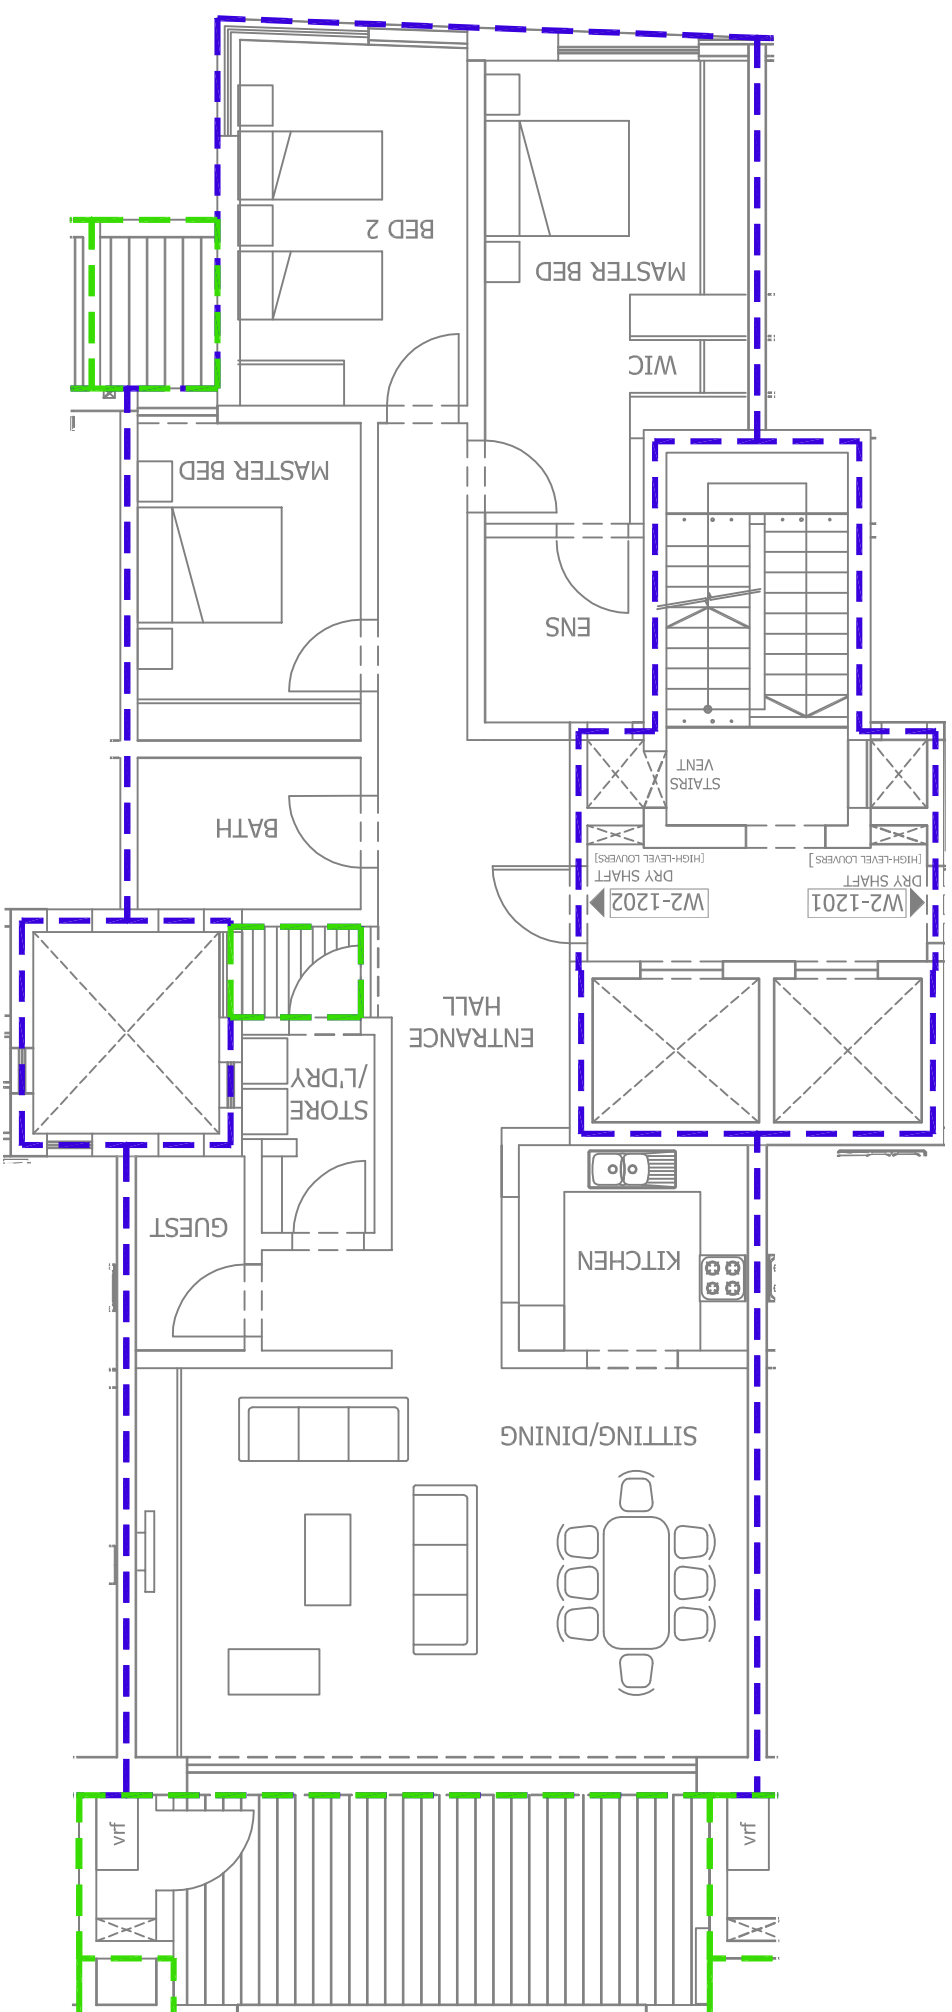 vrf
vrf
SITTING/DINING
KITCHEN
GUEST
STORE
/L'DRY
ENTRANCE
HALL
W2-1201
DRY SHAFT
[HIGH-LEVEL LOUVERS]
W2-1202
DRY SHAFT
[HIGH-LEVEL LOUVERS]
BATH
STAIRS
VENT
ENS
MASTER BED
WIC
MASTER BED
BED 2